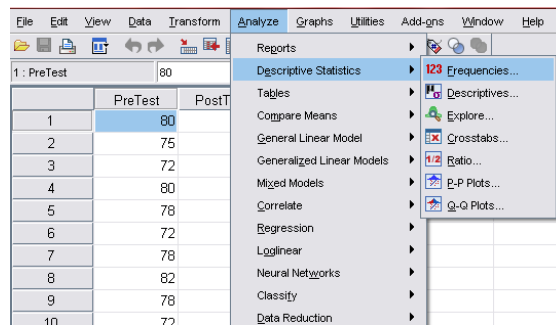 File Edit View Data Transform Analyze Graphs Utilities Add-ons Window Help
1 : PreTest 80
Reports
Descriptive Statistics
Tables
Compare Means
General Linear Model
Generalized Linear Models
Mixed Models
Correlate
Regression
Loglinear
Neural Networks
Classify
Data Reduction
123 Frequencies...
Descriptives...
Explore...
Crosstabs...
1/2 Ratio...
P-P Plots...
Q-Q Plots...
PreTest PostT
1 80
2 75
3 72
4 80
5 78
6 72
7 78
8 82
9 78
10 72